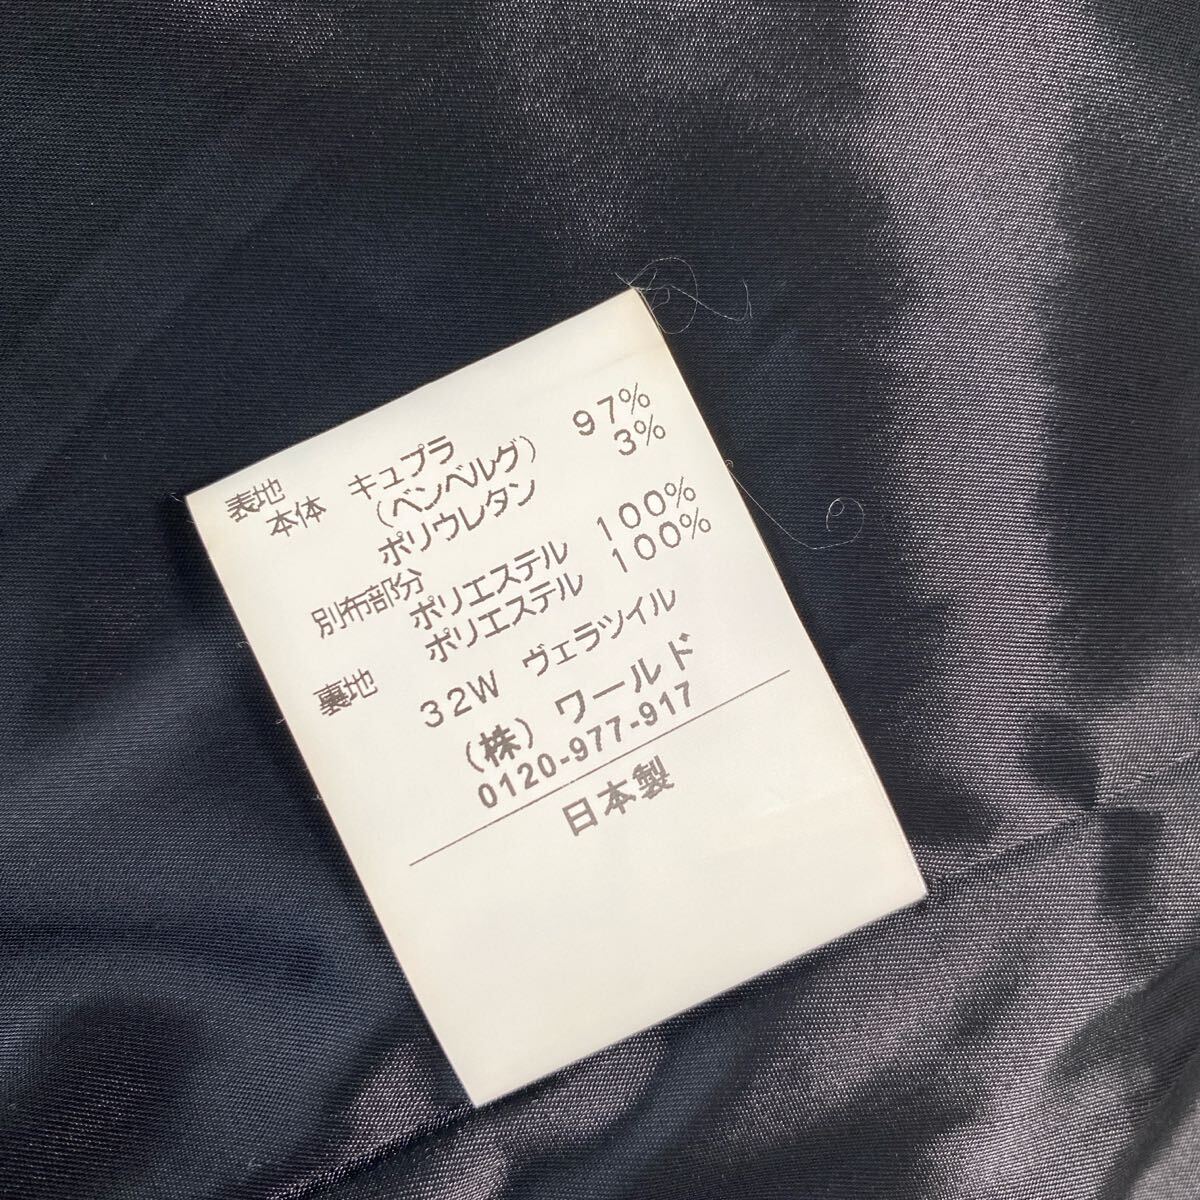 表地
本体 キュプラ 97%
(ベンベルグ)
ポリウレタン 3%
別布部分
ポリエステル 100%
裏地 ポリエステル 100%
32W ヴェラツイル
(株)ワールド
0120-977-917
日本製